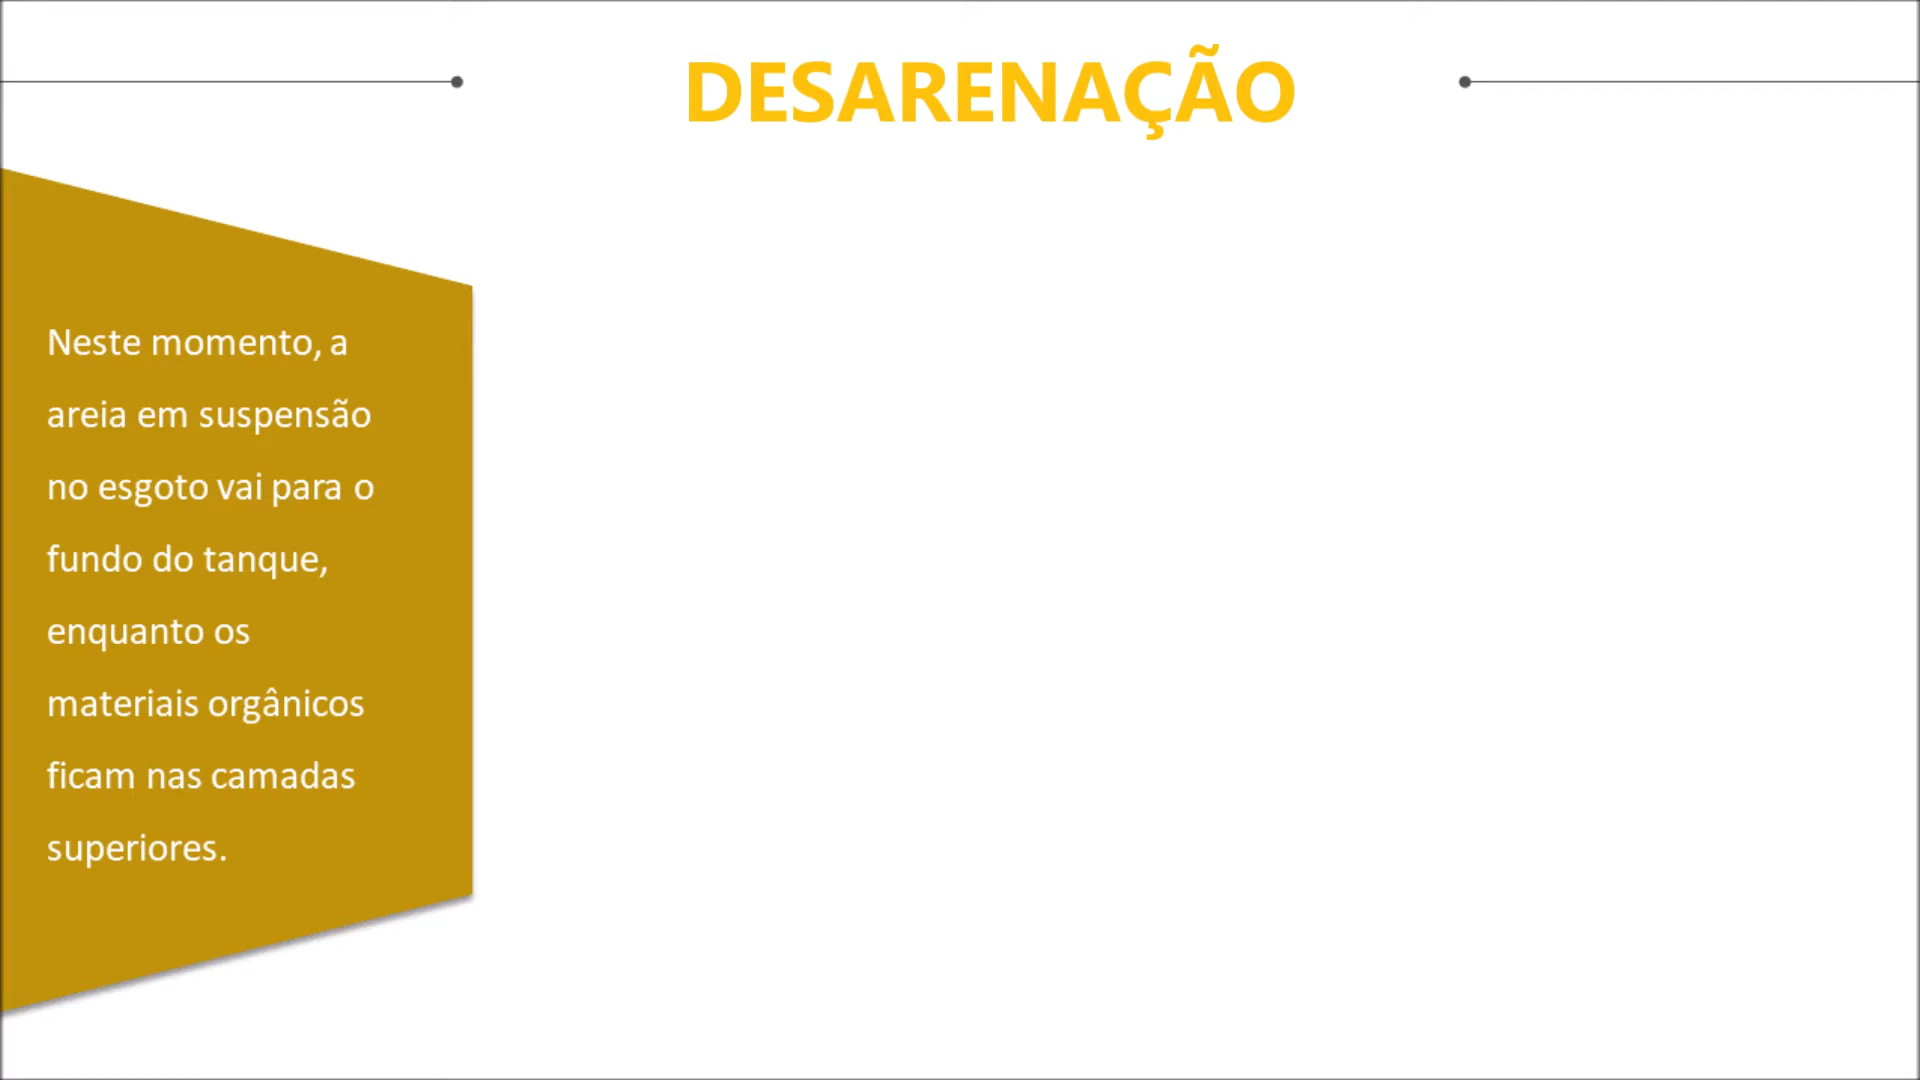 DESARENAÇÃO
Neste momento, a
areia em suspensão
no esgoto vai para o
fundo do tanque,
enquanto os
materiais orgânicos
ficam nas camadas
superiores.